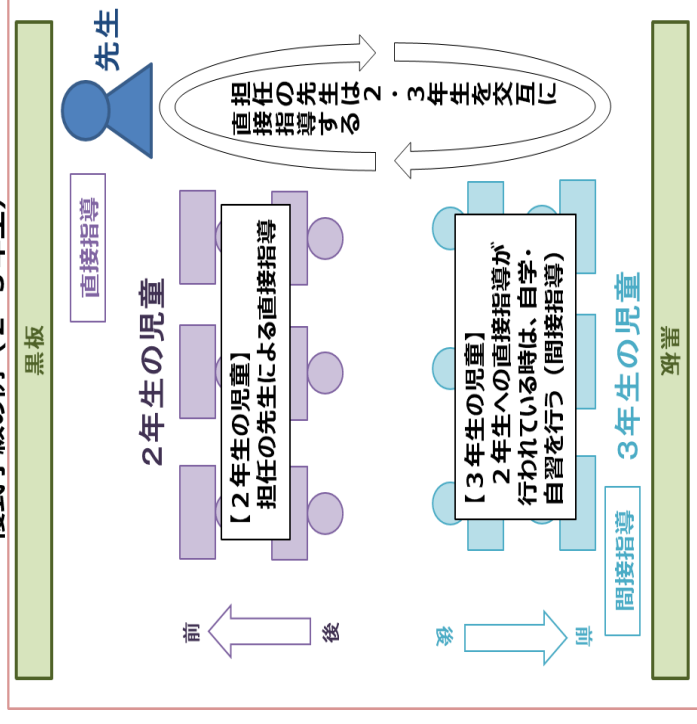 黒板
先生
直接指導
担任の先生は2・3年生を交互に
直接指導する
2年生の児童
【2年生の児童】
担任の先生による直接指導
前
後
【3年生の児童】
2年生への直接指導が
行われている時は、自学・
自習を行う（間接指導）
後
前
3年生の児童
間接指導
黒板